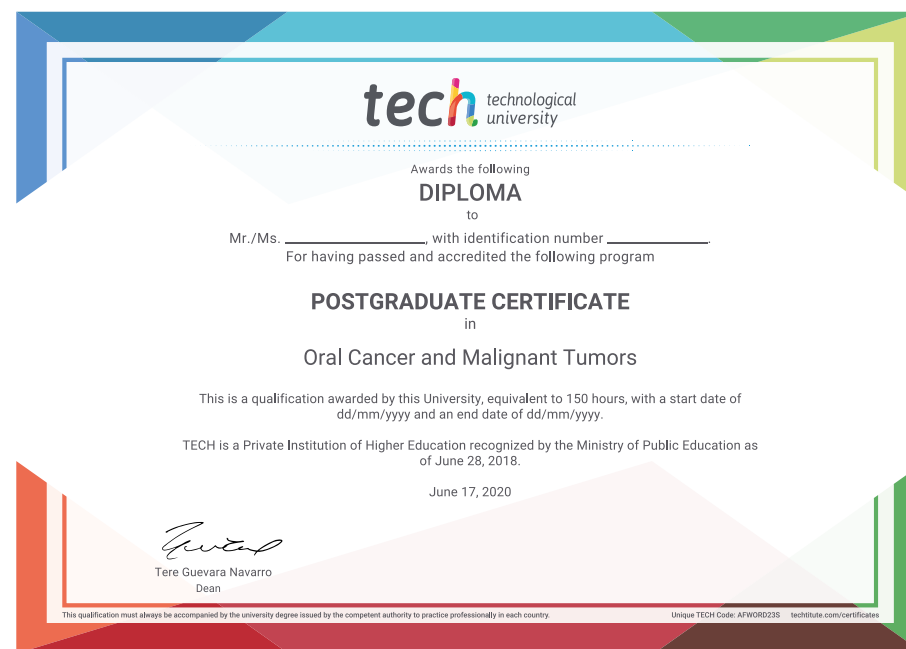 tech technological
university
Awards the following
DIPLOMA
to
Mr./Ms. ____________________, with identification number ______________.
For having passed and accredited the following program
POSTGRADUATE CERTIFICATE
in
Oral Cancer and Malignant Tumors
This is a qualification awarded by this University, equivalent to 150 hours, with a start date of
dd/mm/yyyy and an end date of dd/mm/yyyy.
TECH is a Private Institution of Higher Education recognized by the Ministry of Public Education as
of June 28, 2018.
June 17, 2020
Tere Guevara Navarro
Dean
This qualification must always be accompanied by the university degree issued by the competent authority to practice professionally in each country. Unique TECH Code: AFWORD23S techtitute.com/certificates